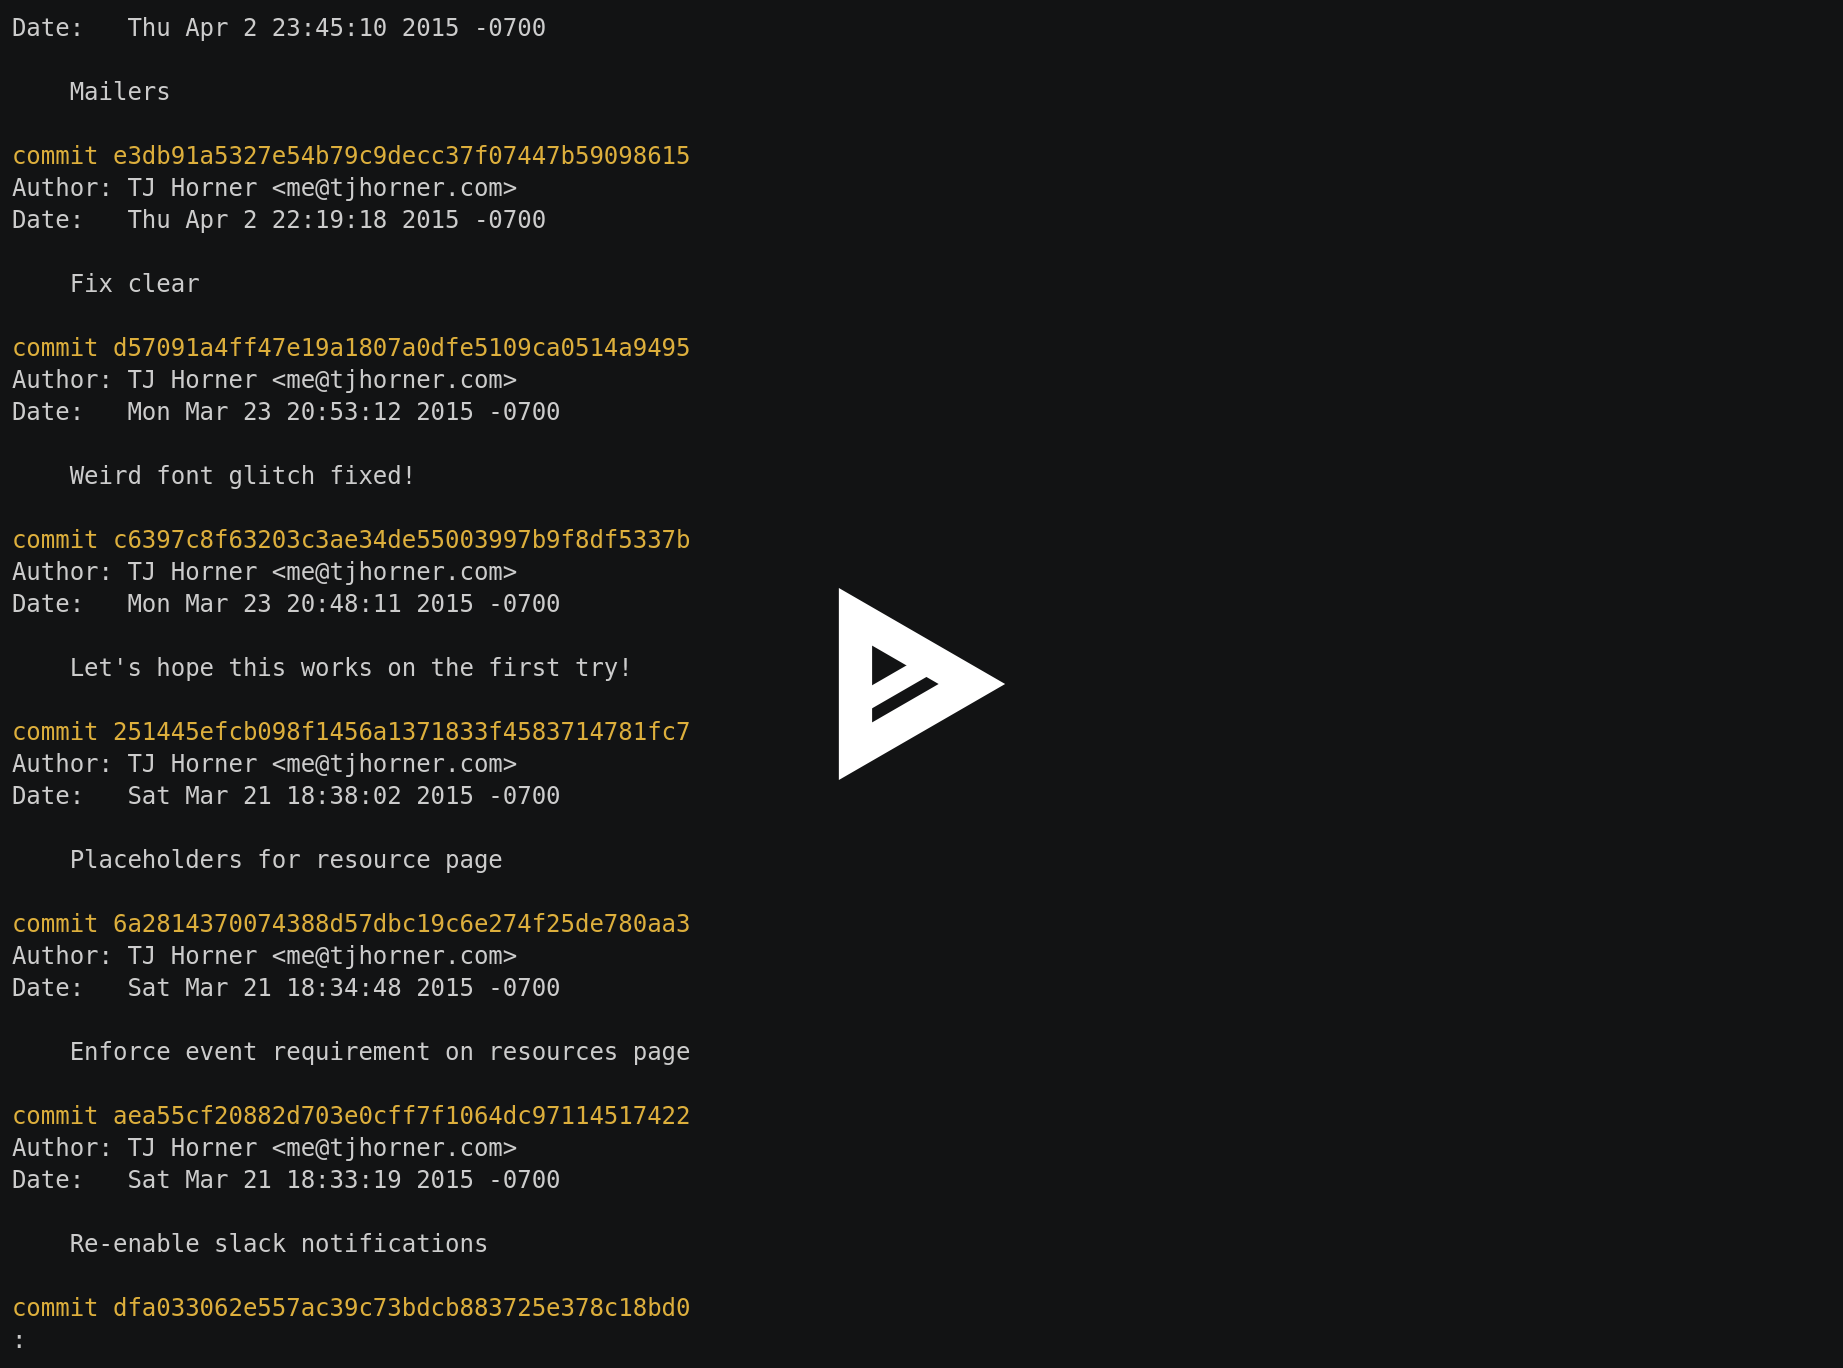 Date:   Thu Apr 2 23:45:10 2015 -0700
    Mailers
commit e3db91a5327e54b79c9decc37f07447b59098615
Author: TJ Horner <me@tjhorner.com>
Date:   Thu Apr 2 22:19:18 2015 -0700
    Fix clear
commit d57091a4ff47e19a1807a0dfe5109ca0514a9495
Author: TJ Horner <me@tjhorner.com>
Date:   Mon Mar 23 20:53:12 2015 -0700
    Weird font glitch fixed!
commit c6397c8f63203c3ae34de55003997b9f8df5337b
Author: TJ Horner <me@tjhorner.com>
Date:   Mon Mar 23 20:48:11 2015 -0700
    Let's hope this works on the first try!
commit 251445efcb098f1456a1371833f4583714781fc7
Author: TJ Horner <me@tjhorner.com>
Date:   Sat Mar 21 18:38:02 2015 -0700
    Placeholders for resource page
commit 6a2814370074388d57dbc19c6e274f25de780aa3
Author: TJ Horner <me@tjhorner.com>
Date:   Sat Mar 21 18:34:48 2015 -0700
    Enforce event requirement on resources page
commit aea55cf20882d703e0cff7f1064dc97114517422
Author: TJ Horner <me@tjhorner.com>
Date:   Sat Mar 21 18:33:19 2015 -0700
    Re-enable slack notifications
commit dfa033062e557ac39c73bdcb883725e378c18bd0
: